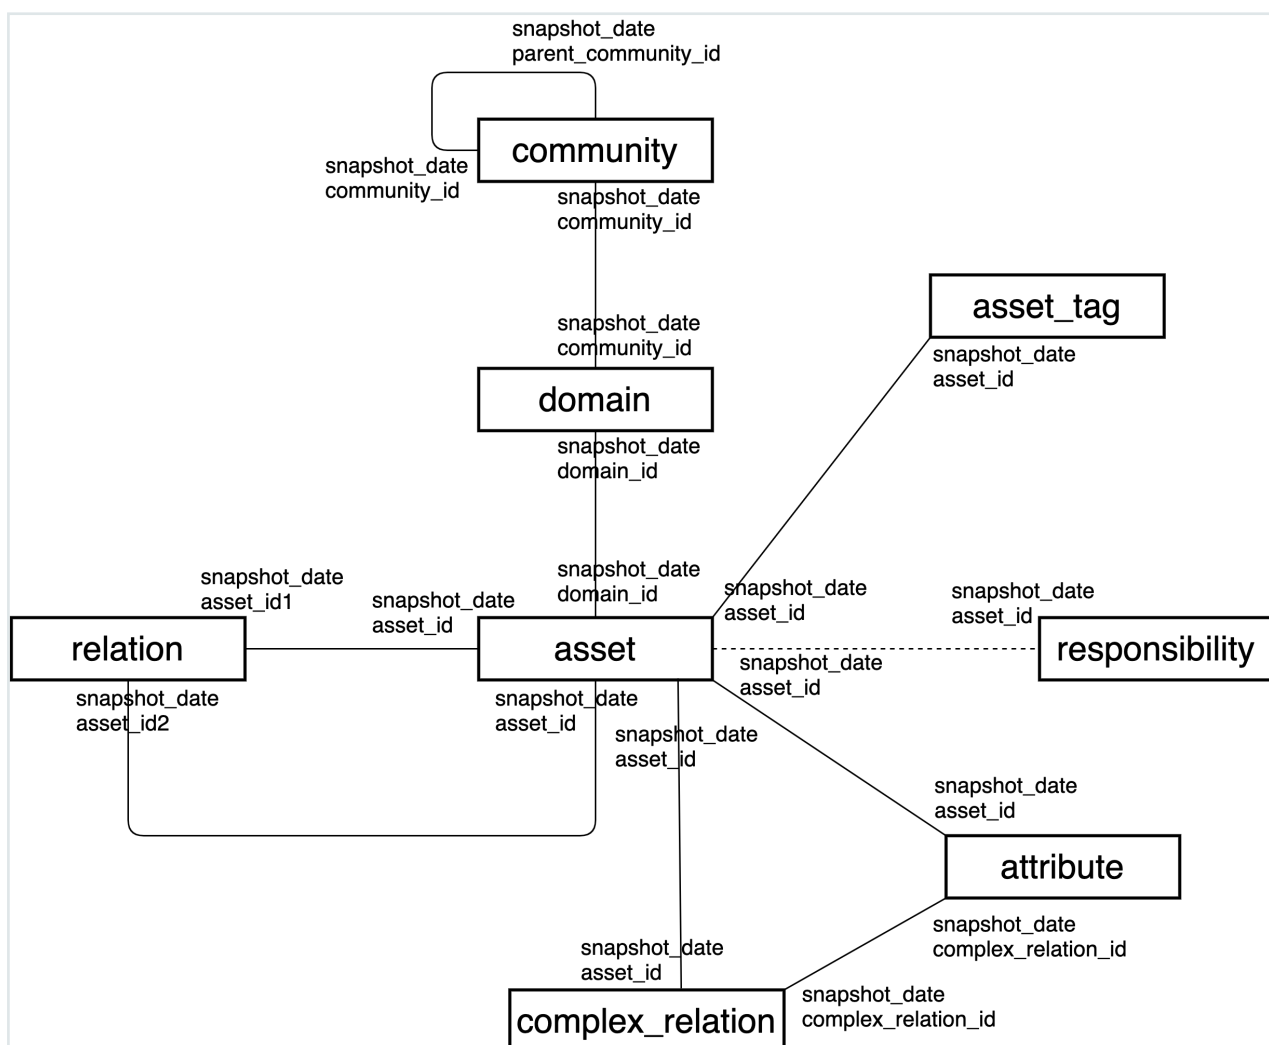 snapshot_date
parent_community_id
community
snapshot_date
community_id
snapshot_date
community_id
asset_tag
snapshot_date
community_id
snapshot_date
asset_id
domain
snapshot_date
domain_id
snapshot_date
asset_id1
snapshot_date
asset_id
snapshot_date
domain_id
snapshot_date
asset_id
snapshot_date
asset_id
relation
asset
responsibility
snapshot_date
asset_id2
snapshot_date
asset_id
snapshot_date
asset_id
snapshot_date
asset_id
snapshot_date
asset_id
attribute
snapshot_date
complex_relation_id
snapshot_date
asset_id
complex_relation
snapshot_date
complex_relation_id